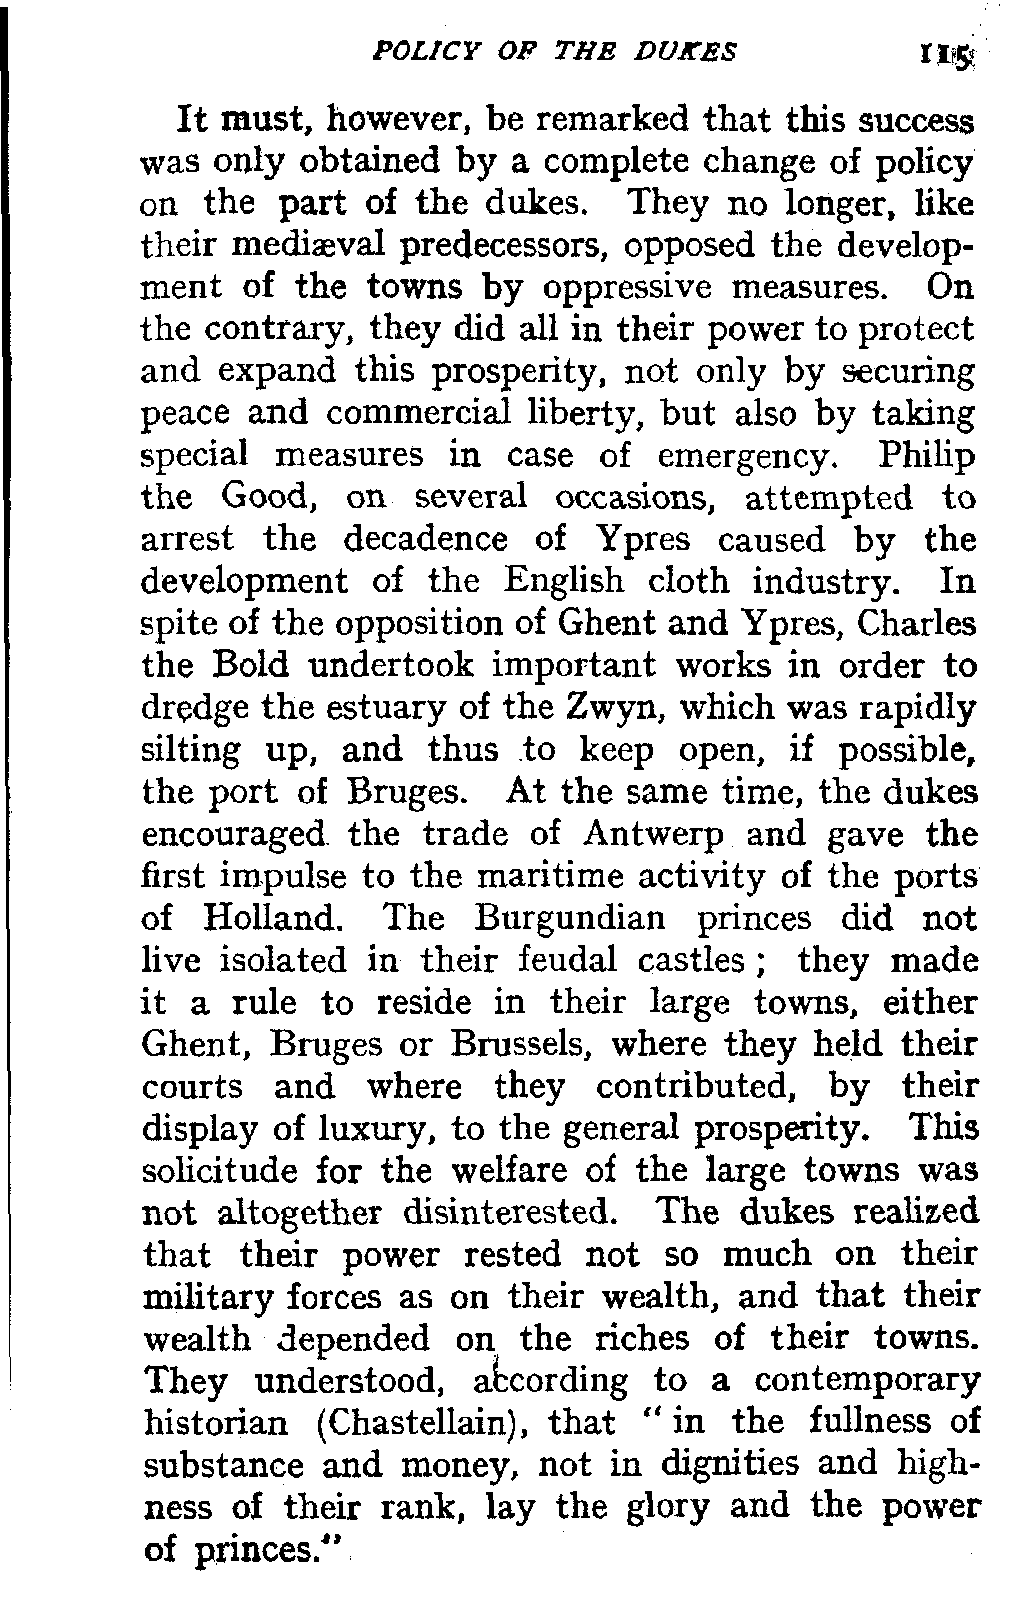 POLICY OF THE DUKES 115
It must, however, be remarked that this success
was only obtained by a complete change of policy
on the part of the dukes. They no longer, like
their mediæval predecessors, opposed the develop-
ment of the towns by oppressive measures. On
the contrary, they did all in their power to protect
and expand this prosperity, not only by securing
peace and commercial liberty, but also by taking
special measures in case of emergency. Philip
the Good, on several occasions, attempted to
arrest the decadence of Ypres caused by the
development of the English cloth industry. In
spite of the opposition of Ghent and Ypres, Charles
the Bold undertook important works in order to
dredge the estuary of the Zwyn, which was rapidly
silting up, and thus to keep open, if possible,
the port of Bruges. At the same time, the dukes
encouraged the trade of Antwerp and gave the
first impulse to the maritime activity of the ports
of Holland. The Burgundian princes did not
live isolated in their feudal castles ; they made
it a rule to reside in their large towns, either
Ghent, Bruges or Brussels, where they held their
courts and where they contributed, by their
display of luxury, to the general prosperity. This
solicitude for the welfare of the large towns was
not altogether disinterested. The dukes realized
that their power rested not so much on their
military forces as on their wealth, and that their
wealth depended on the riches of their towns.
They understood, according to a contemporary
historian (Chastellain), that “ in the fullness of
substance and money, not in dignities and high-
ness of their rank, lay the glory and the power
of princes.”